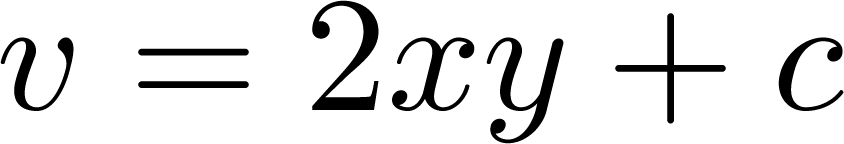 v = 2xy + c